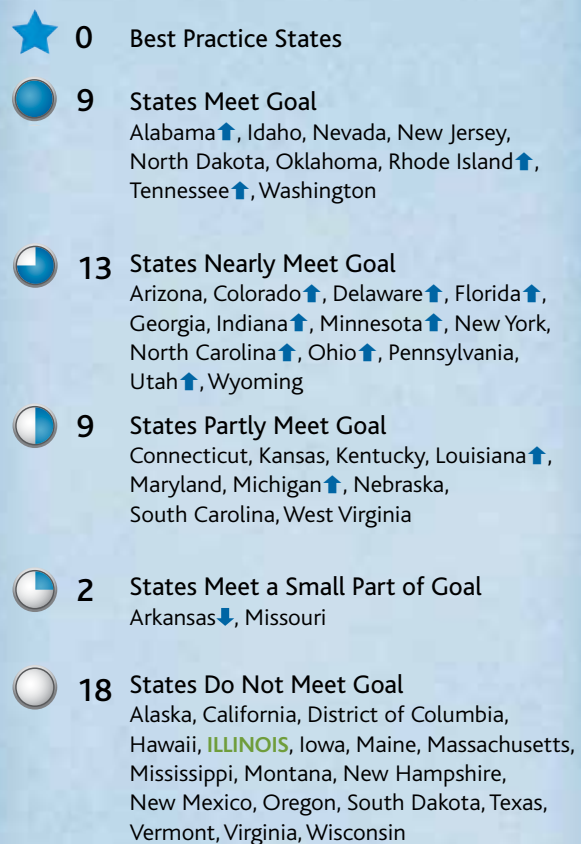 0 Best Practice States
9 States Meet Goal
Alabama⬆, Idaho, Nevada, New Jersey,
North Dakota, Oklahoma, Rhode Island⬆,
Tennessee⬆, Washington
13 States Nearly Meet Goal
Arizona, Colorado⬆, Delaware⬆, Florida⬆,
Georgia, Indiana⬆, Minnesota⬆, New York,
North Carolina⬆, Ohio⬆, Pennsylvania,
Utah⬆, Wyoming
9 States Partly Meet Goal
Connecticut, Kansas, Kentucky, Louisiana⬆,
Maryland, Michigan⬆, Nebraska,
South Carolina, West Virginia
2 States Meet a Small Part of Goal
Arkansas⬇, Missouri
18 States Do Not Meet Goal
Alaska, California, District of Columbia,
Hawaii, ILLINOIS, Iowa, Maine, Massachusetts,
Mississippi, Montana, New Hampshire,
New Mexico, Oregon, South Dakota, Texas,
Vermont, Virginia, Wisconsin